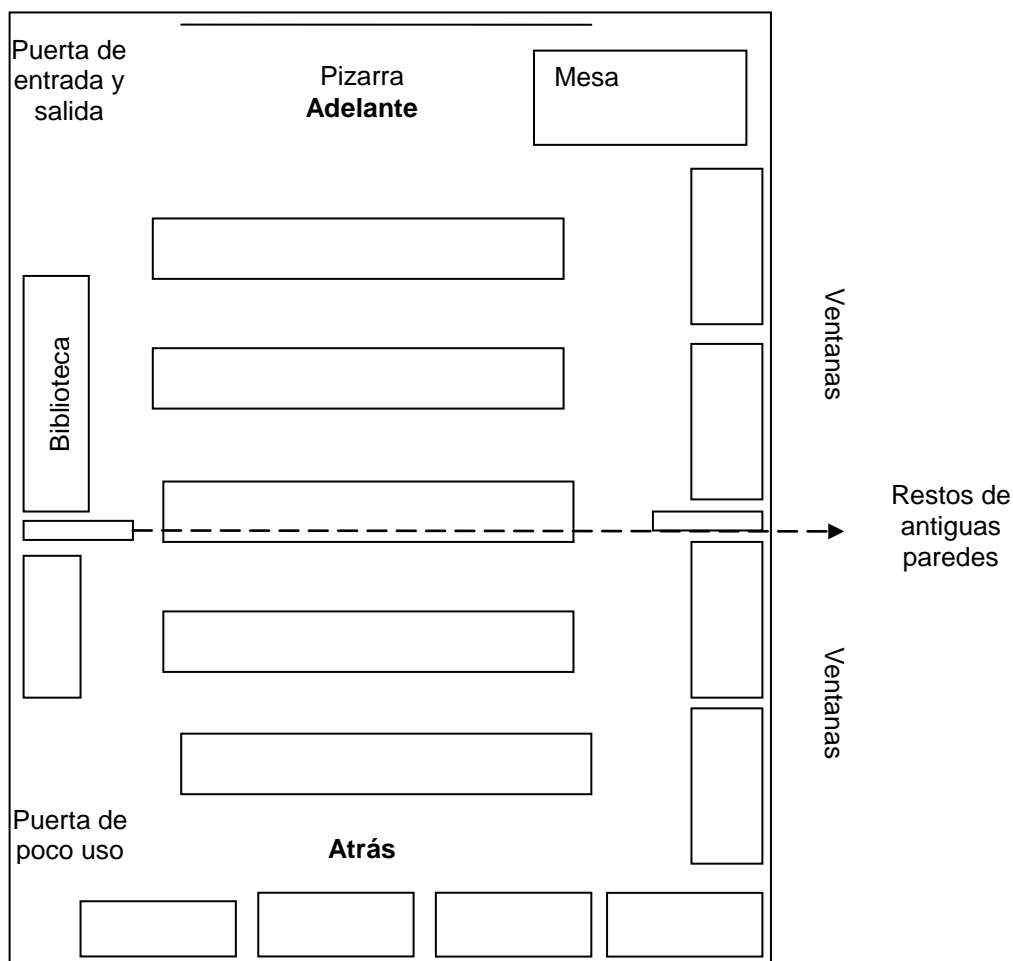 Puerta de
entrada y
salida
Pizarra
Adelante
Mesa
Biblioteca
Ventanas
Restos de
antiguas
paredes
Ventanas
Puerta de
poco uso
Atrás